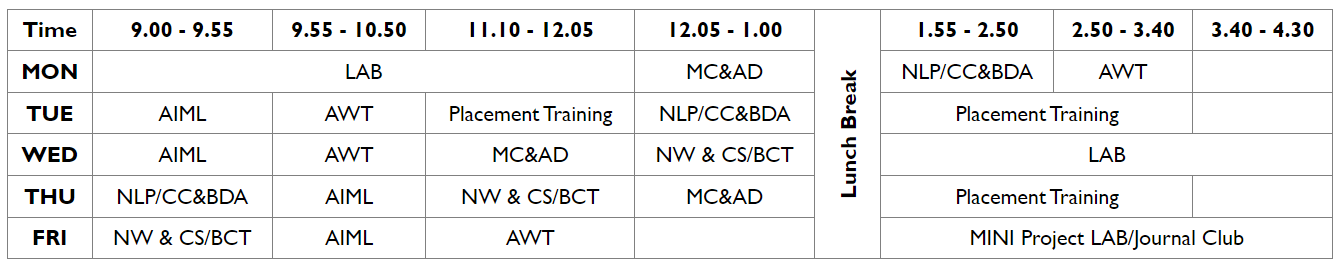 Time 9.00 - 9.55 9.55 - 10.50 11.10 - 12.05 12.05 - 1.00 Lunch Break 1.55 - 2.50 2.50 - 3.40 3.40 - 4.30
MON LAB MC&AD NLP/CC&BDA AWT
TUE AIML AWT Placement Training NLP/CC&BDA Placement Training
WED AIML AWT MC&AD NW & CS/BCT LAB
THU NLP/CC&BDA AIML NW & CS/BCT MC&AD Placement Training
FRI NW & CS/BCT AIML AWT MINI Project LAB/Journal Club